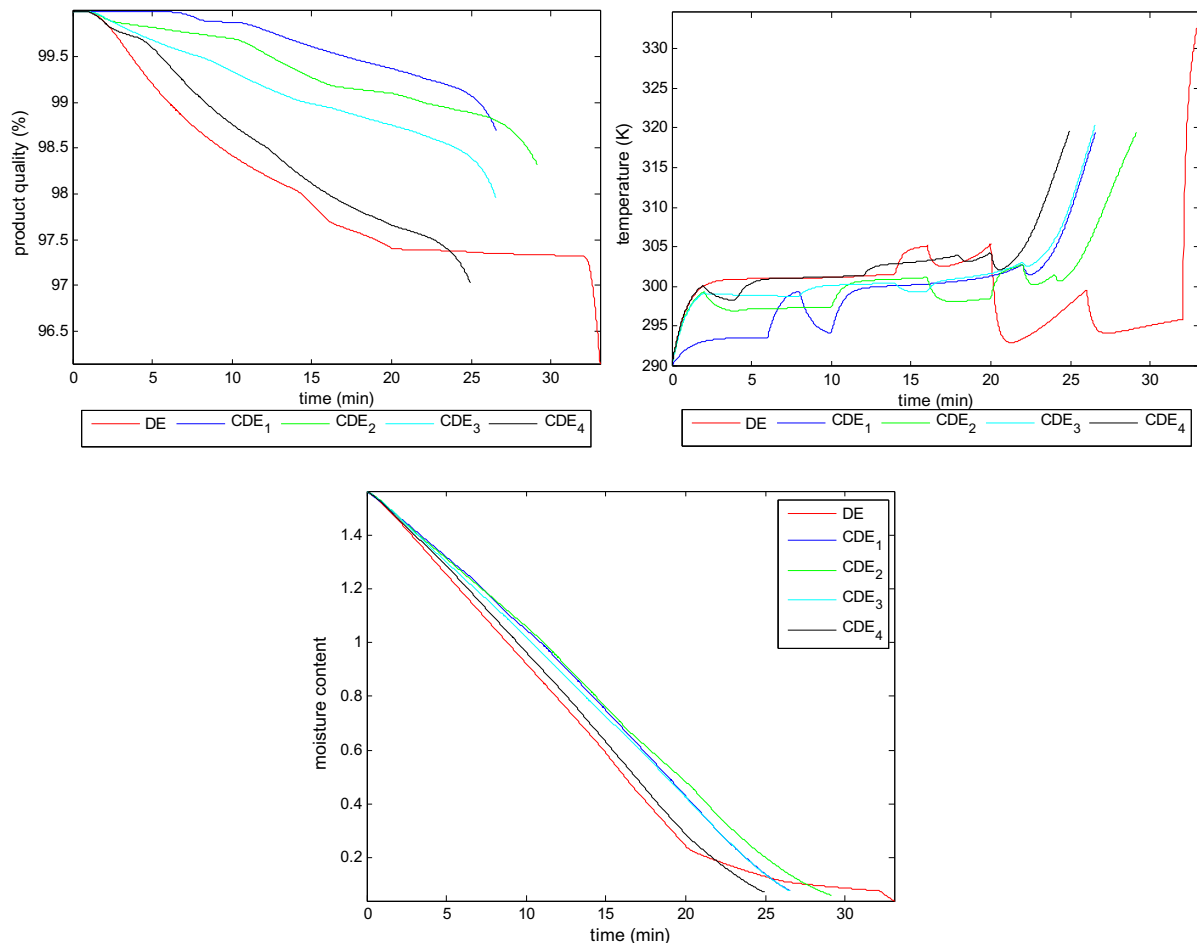 product quality (%)
99.5
99
98.5
98
97.5
97
96.5
0 5 10 15 20 25 30
time (min)
DE CDE1 CDE2 CDE3 CDE4
temperature (K)
335
330
325
320
315
310
305
300
295
290
0 5 10 15 20 25 30
time (min)
DE CDE1 CDE2 CDE3 CDE4
moisture content
1.4
1.2
1
0.8
0.6
0.4
0.2
0 5 10 15 20 25 30
time (min)
DE
CDE1
CDE2
CDE3
CDE4